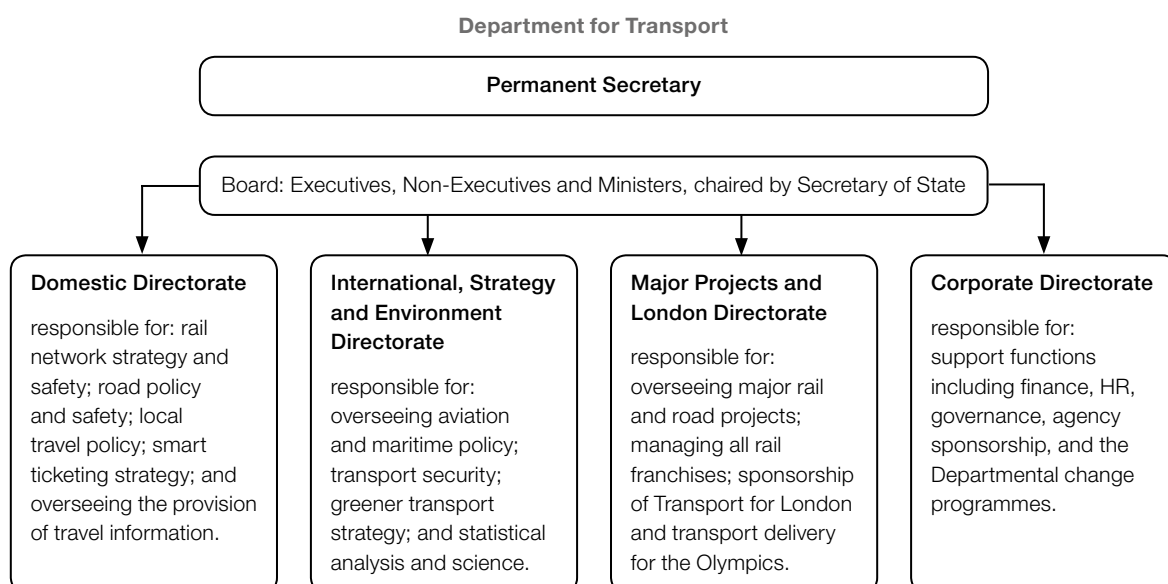 Department for Transport
Permanent Secretary
Board: Executives, Non-Executives and Ministers, chaired by Secretary of State
Domestic Directorate
responsible for: rail
network strategy and
safety; road policy
and safety; local
travel policy; smart
ticketing strategy; and
overseeing the provision
of travel information.
International, Strategy
and Environment
Directorate
responsible for:
overseeing aviation
and maritime policy;
transport security;
greener transport
strategy; and statistical
analysis and science.
Major Projects and
London Directorate
responsible for:
overseeing major rail
and road projects;
managing all rail
franchises; sponsorship
of Transport for London
and transport delivery
for the Olympics.
Corporate Directorate
responsible for:
support functions
including finance, HR,
governance, agency
sponsorship, and the
Departmental change
programmes.